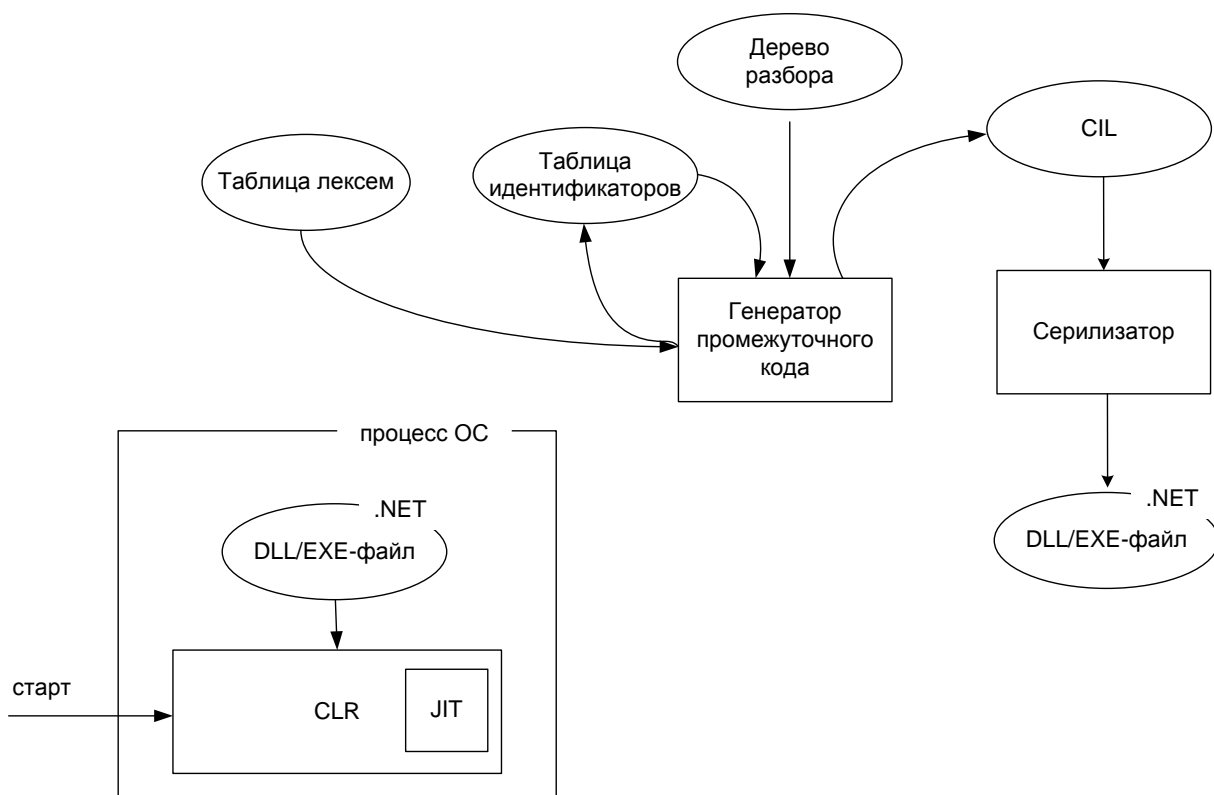 Дерево
разбора
CIL
Таблица лексем
Таблица
идентификаторов
Генератор
промежуточного
кода
Серилизатор
процесс ОС
.NET
DLL/EXE-файл
.NET
DLL/EXE-файл
старт
CLR
JIT